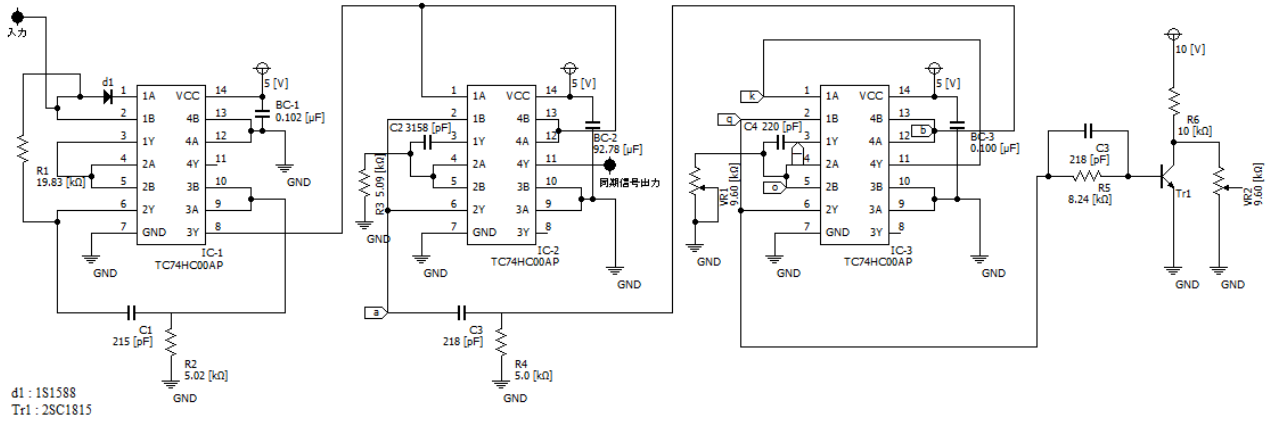 入力
d1
1 1A VCC 14
2 1B 4B 13
3 1Y 4A 12
4 2A 4Y 11
5 2B 3B 10
6 2Y 3A 9
7 GND 3Y 8
IC-1
TC74HC00AP
5 [V]
BC-1
0.102 [μF]
GND
R1
19.83 [kΩ]
GND
C1
215 [pF]
R2
5.02 [kΩ]
GND
d1 : 1S1588
Tr1 : 2SC1815
1 1A VCC 14
2 1B 4B 13
3 1Y 4A 12
4 2A 4Y 11
5 2B 3B 10
6 2Y 3A 9
7 GND 3Y 8
IC-2
TC74HC00AP
5 [V]
BC-2
92.78 [μF]
同期信号出力
C2 3158 [pF]
R3 5.09 [kΩ]
GND
GND
GND
a
C3
218 [pF]
R4
5.0 [kΩ]
GND
k
q
o
b
1 1A VCC 14
2 1B 4B 13
3 1Y 4A 12
4 2A 4Y 11
5 2B 3B 10
6 2Y 3A 9
7 GND 3Y 8
IC-3
TC74HC00AP
5 [V]
BC-3
0.100 [μF]
C4 220 [pF]
VR1
9.60 [kΩ]
GND
GND
GND
C3
218 [pF]
R5
8.24 [kΩ]
10 [V]
R6
10 [kΩ]
Tr1
VR2
9.60 [kΩ]
GND
GND